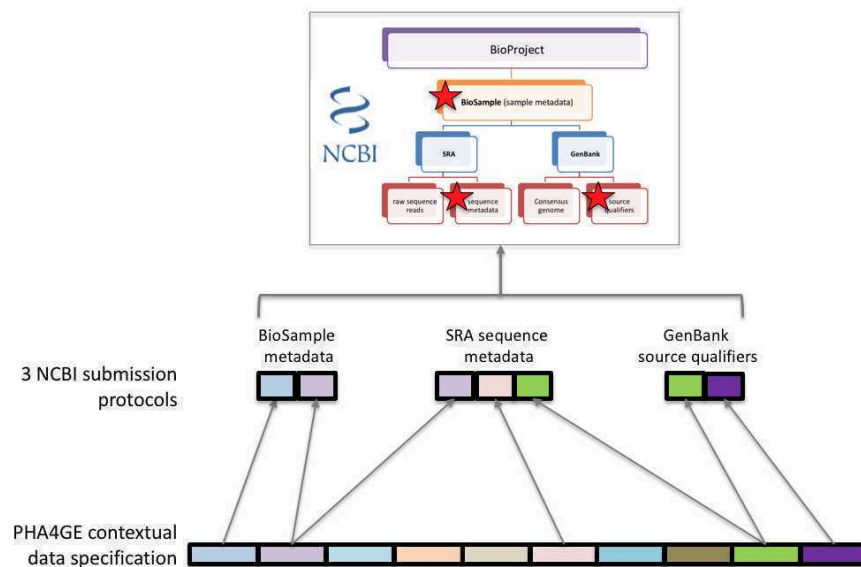 BioProject
BioSample (sample metadata)
NCBI
SRA
GenBank
raw sequence
reads
sequence
metadata
Consensus
genome
source
qualifiers
BioSample
metadata
SRA sequence
metadata
GenBank
source qualifiers
3 NCBI submission
protocols
PHA4GE contextual
data specification